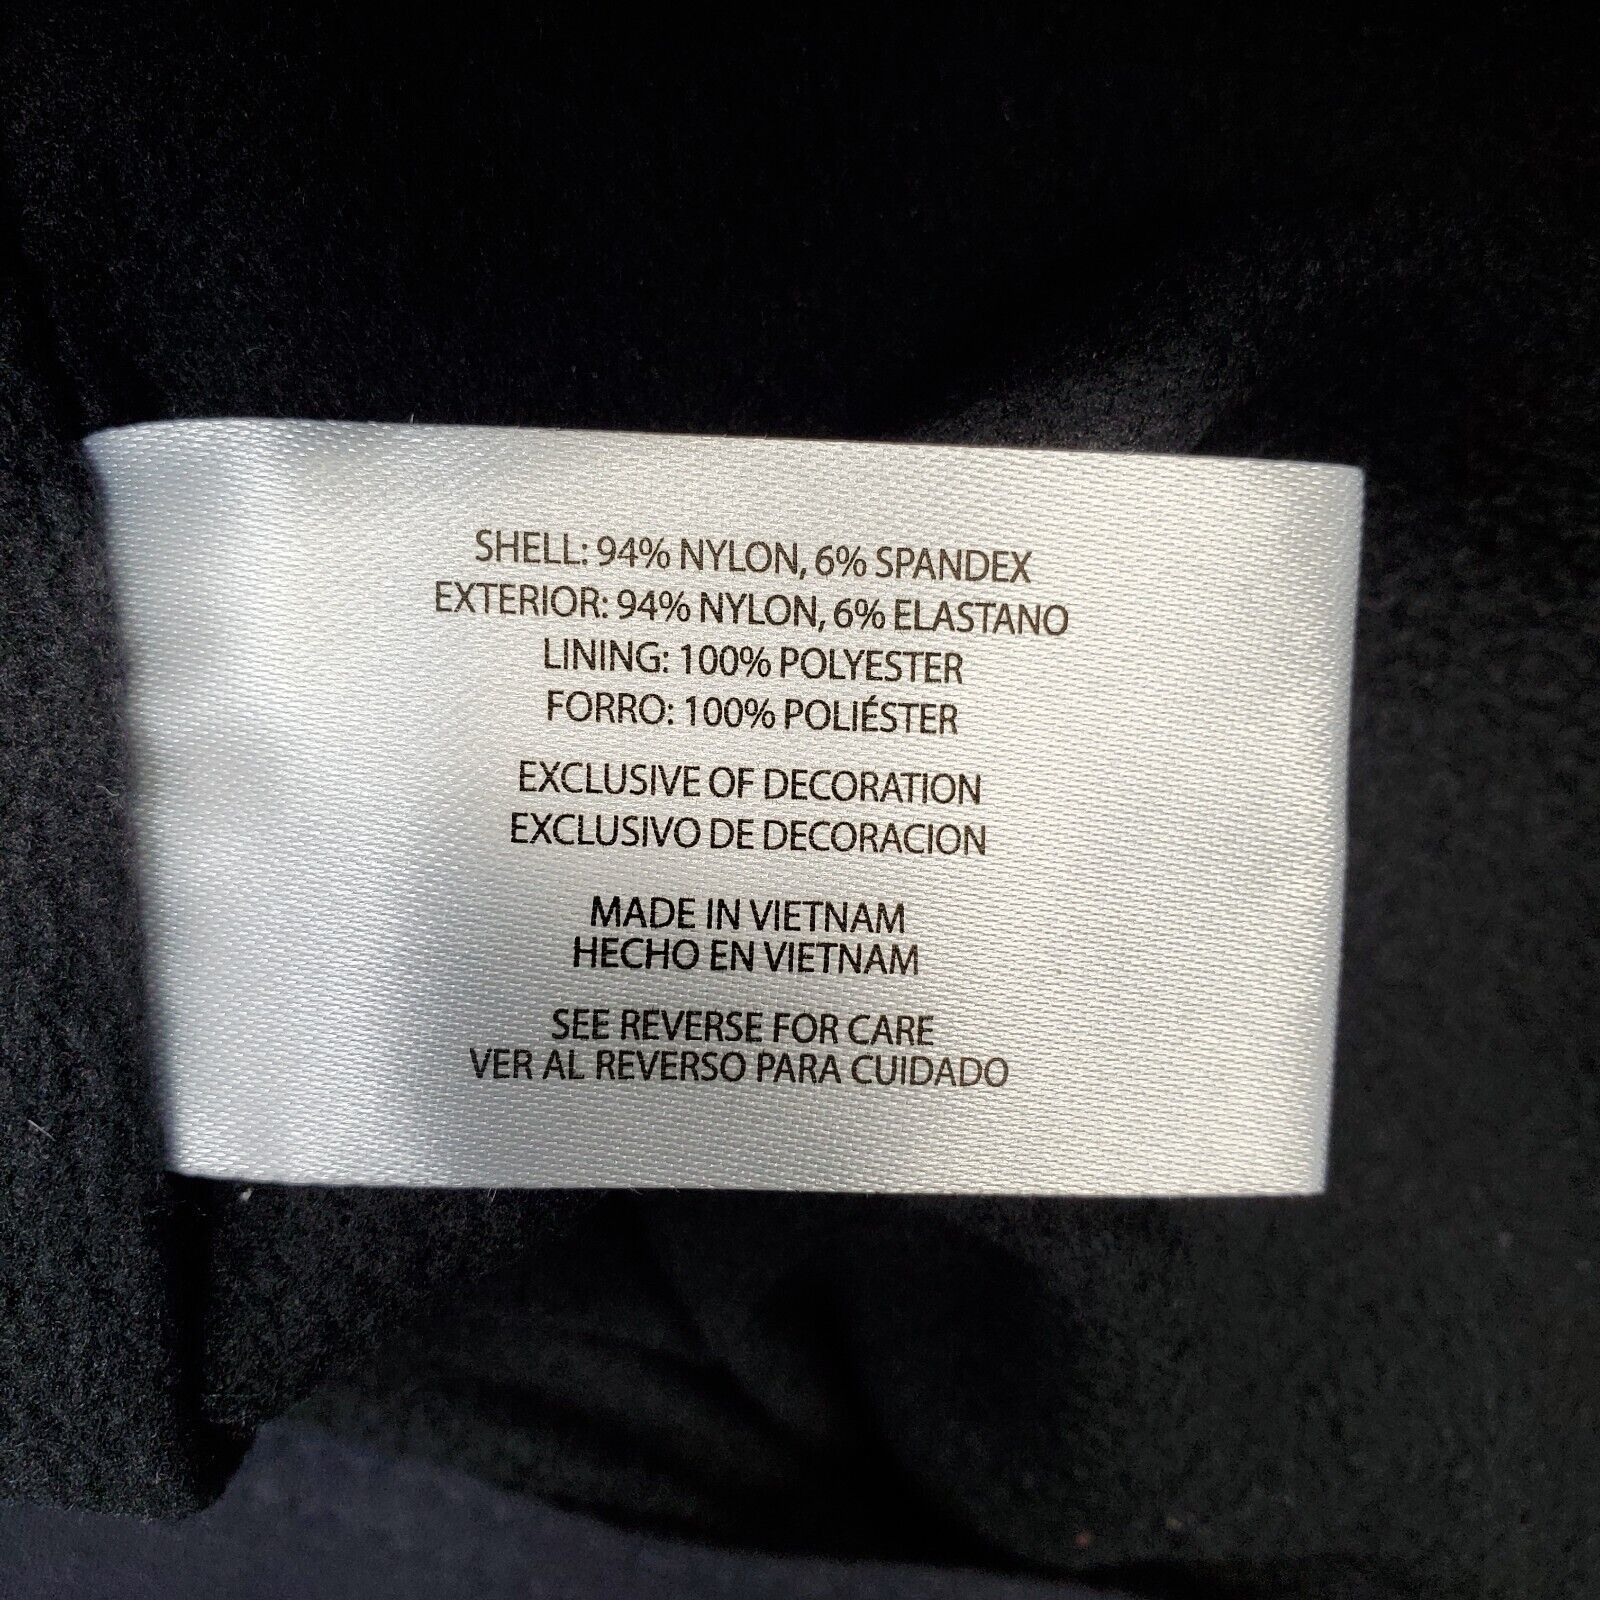 SHELL: 94% NYLON, 6% SPANDEX
EXTERIOR: 94% NYLON, 6% ELASTANO
LINING: 100% POLYESTER
FORRO: 100% POLIÉSTER
EXCLUSIVE OF DECORATION
EXCLUSIVO DE DECORACION
MADE IN VIETNAM
HECHO EN VIETNAM
SEE REVERSE FOR CARE
VER AL REVERSO PARA CUIDADO